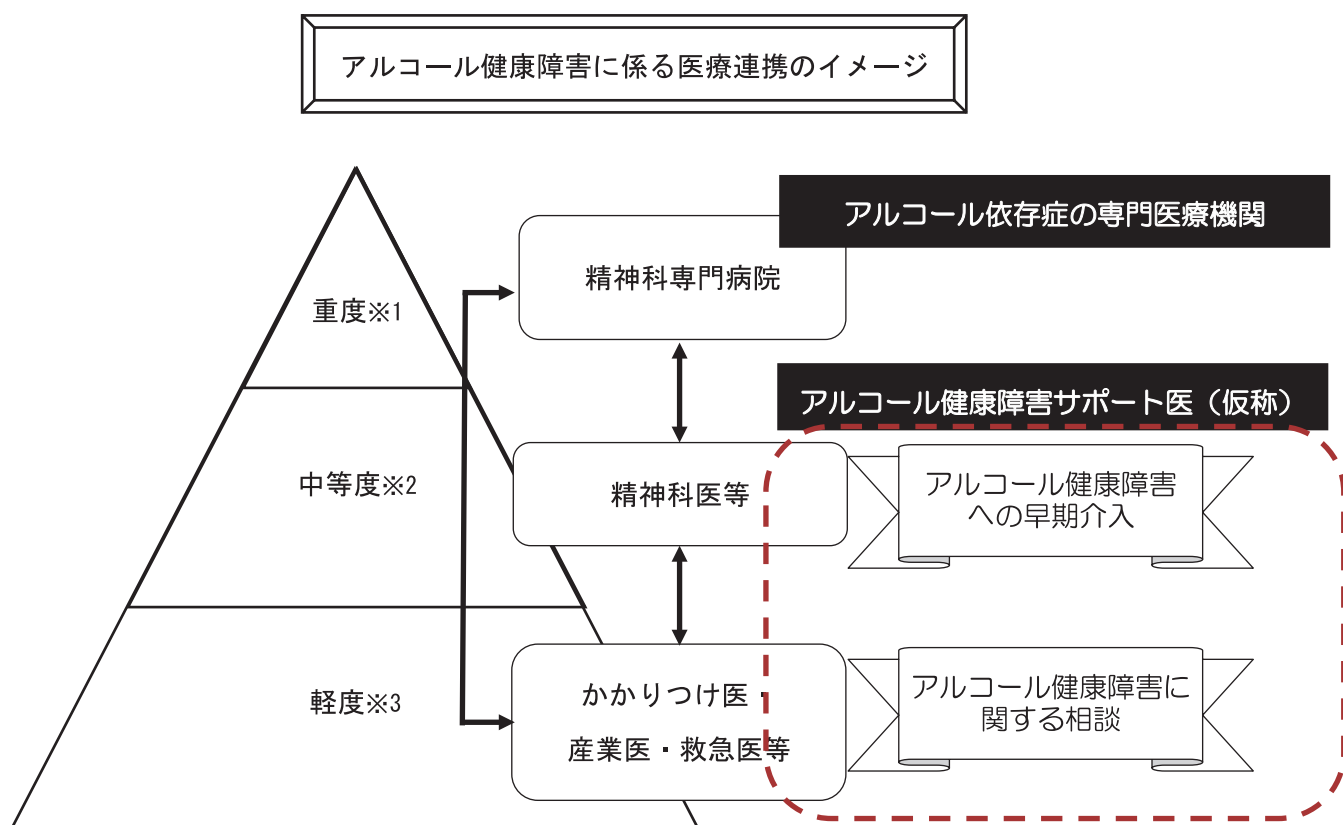 アルコール健康障害に係る医療連携のイメージ
アルコール依存症の専門医療機関
精神科専門病院
重度※1
アルコール健康障害サポート医（仮称）
中等度※2
精神科医等
アルコール健康障害
への早期介入
軽度※3
かかりつけ医・
産業医・救急医等
アルコール健康障害に
関する相談